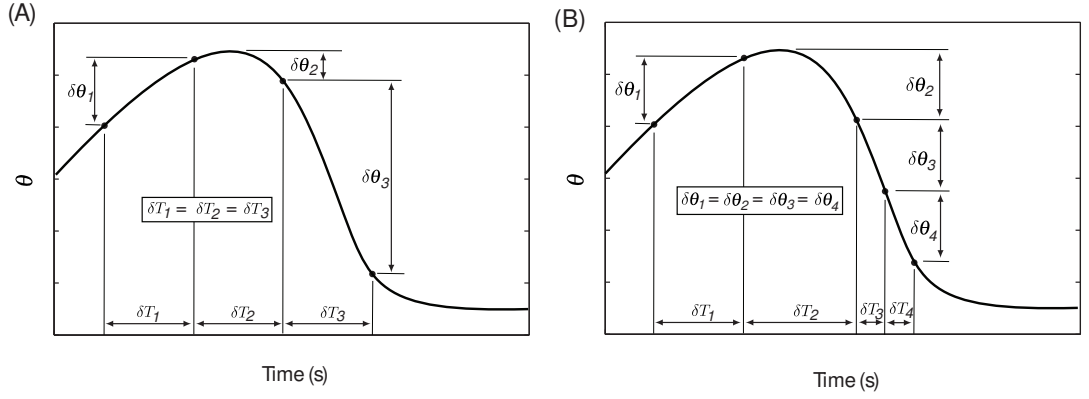 (A)
δθ1
δθ2
δθ3
θ
δT1 = δT2 = δT3
δT1
δT2
δT3
Time (s)
(B)
δθ1
δθ2
δθ3
δθ4
θ
δθ1 = δθ2 = δθ3 = δθ4
δT1
δT2
δT3
δT4
Time (s)